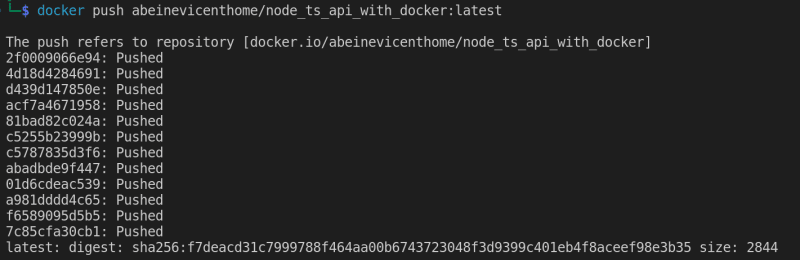 $ docker push abeinevicenthome/node_ts_api_with_docker:latest
The push refers to repository [docker.io/abeinevicenthome/node_ts_api_with_docker]
2f0009066e94: Pushed
4d18d4284691: Pushed
d439d147850e: Pushed
acf7a4671958: Pushed
81bad82c024a: Pushed
c5255b23999b: Pushed
c5787835d3f6: Pushed
abadbde9f447: Pushed
01d6cdeac539: Pushed
a981dddd4c65: Pushed
f6589095d5b5: Pushed
7c85cfa30cb1: Pushed
latest: digest: sha256:f7deacd31c7999788f464aa00b6743723048f3d9399c401eb4f8aceef98e3b35 size: 2844